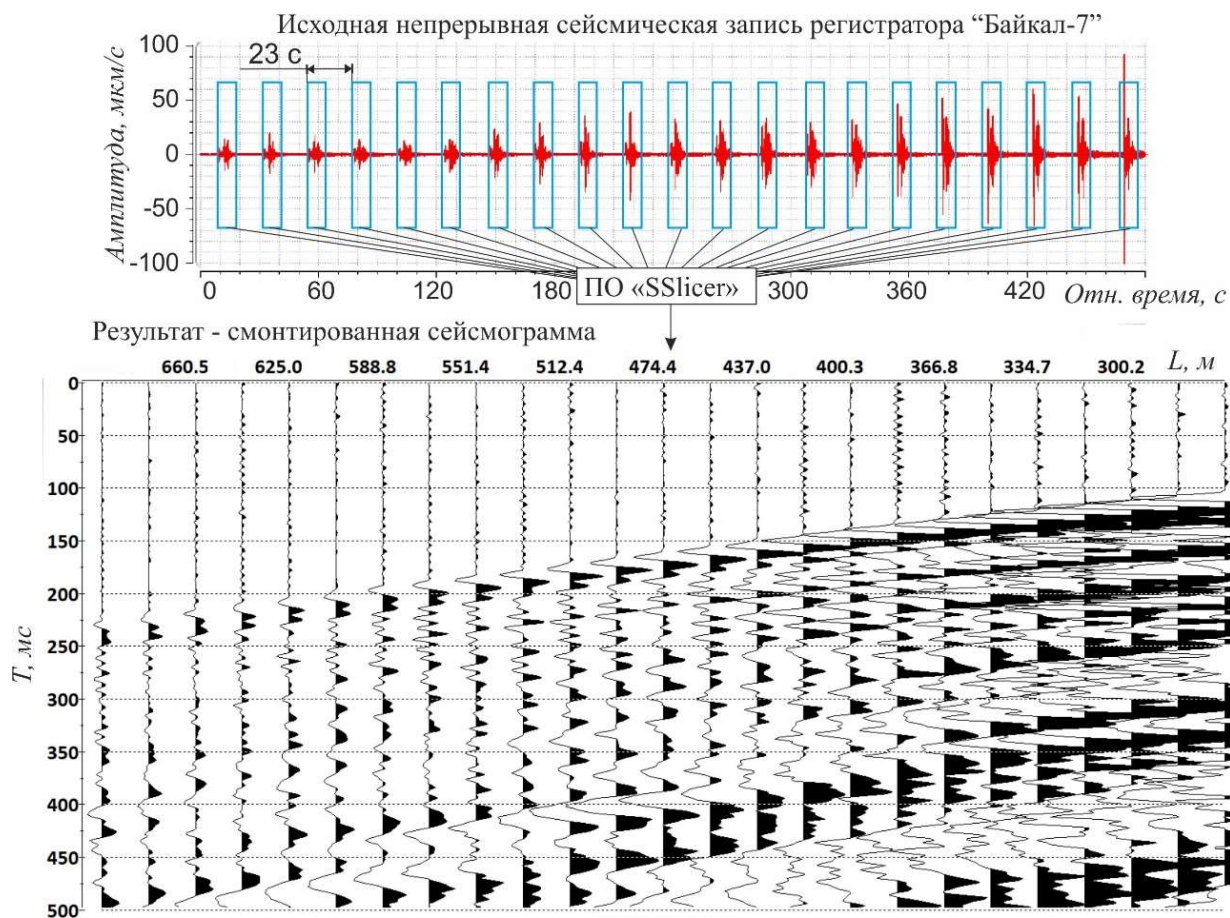 Исходная непрерывная сейсмическая запись регистратора “Байкал-7”
Амплитуда, мкм/с
100
50
0
-50
-100
23 с
ПО «SSlicer»
0 60 120 180 300 360 420 Отн. время, с
Результат - смонтированная сейсмограмма
660.5 625.0 588.8 551.4 512.4 474.4 437.0 400.3 366.8 334.7 300.2 L, м
T, мс
0
50
100
150
200
250
300
350
400
450
500